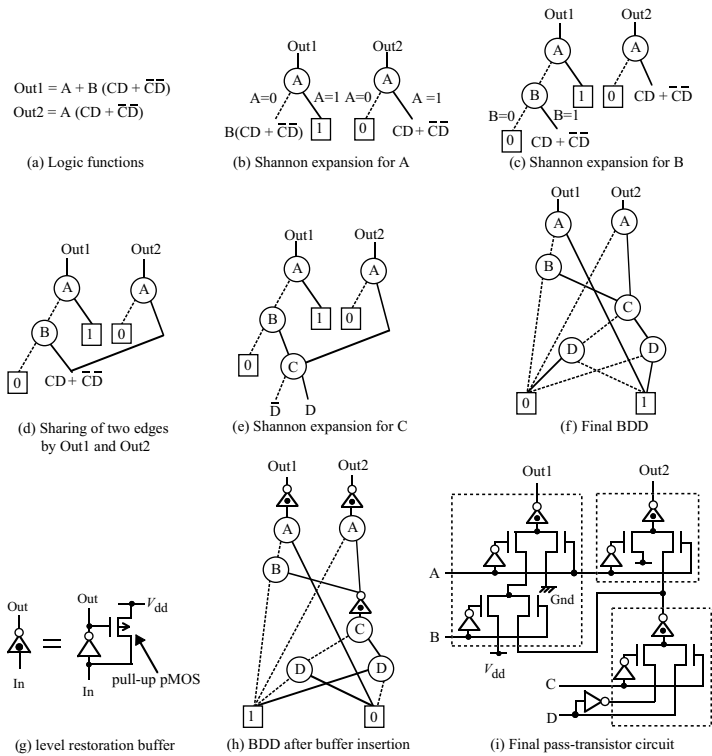 Out1 = A + B (CD + C̅D̅)
Out2 = A (CD + C̅D̅)
(a) Logic functions
Out1
Out2
A
A
A=0
A=1
A=0
A =1
B(CD + C̅D̅)
1
0
CD + C̅D̅
(b) Shannon expansion for A
Out1
Out2
A
A
B
1
0
CD + C̅D̅
B=0
B=1
0
CD + C̅D̅
(c) Shannon expansion for B
Out1
Out2
A
A
B
1
0
0
CD + C̅D̅
(d) Sharing of two edges
by Out1 and Out2
Out1
Out2
A
A
B
1
0
0
C
D̅
D
(e) Shannon expansion for C
Out1
Out2
A
A
B
C
D
D
0
1
(f) Final BDD
Out
In
=
Out
Vdd
In
pull-up pMOS
(g) level restoration buffer
Out1
Out2
A
A
B
C
D
D
1
0
(h) BDD after buffer insertion
Out1
Out2
A
Gnd
B
Vdd
C
D
(i) Final pass-transistor circuit